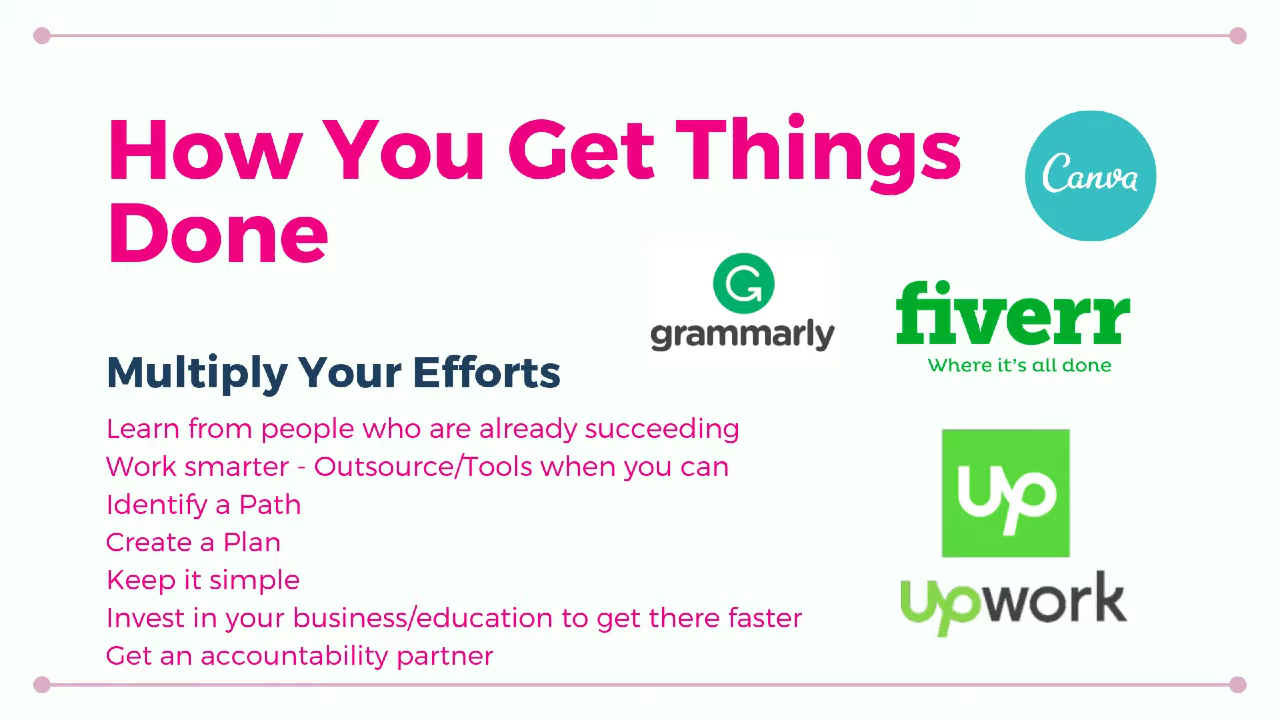 How You Get Things
Done
Canva
grammarly
fiverr
Where it's all done
Multiply Your Efforts
Learn from people who are already succeeding
Work smarter - Outsource/Tools when you can
Identify a Path
Create a Plan
Keep it simple
Invest in your business/education to get there faster
Get an accountability partner
up
upwork